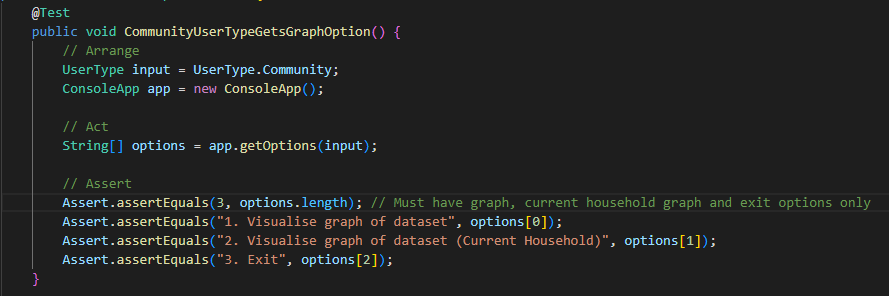 @Test
public void CommunityUserTypeGetsGraphOption() {
// Arrange
UserType input = UserType.Community;
ConsoleApp app = new ConsoleApp();
// Act
String[] options = app.getOptions(input);
// Assert
Assert.assertEquals(3, options.length); // Must have graph, current household graph and exit options only
Assert.assertEquals("1. Visualise graph of dataset", options[0]);
Assert.assertEquals("2. Visualise graph of dataset (Current Household)", options[1]);
Assert.assertEquals("3. Exit", options[2]);
}